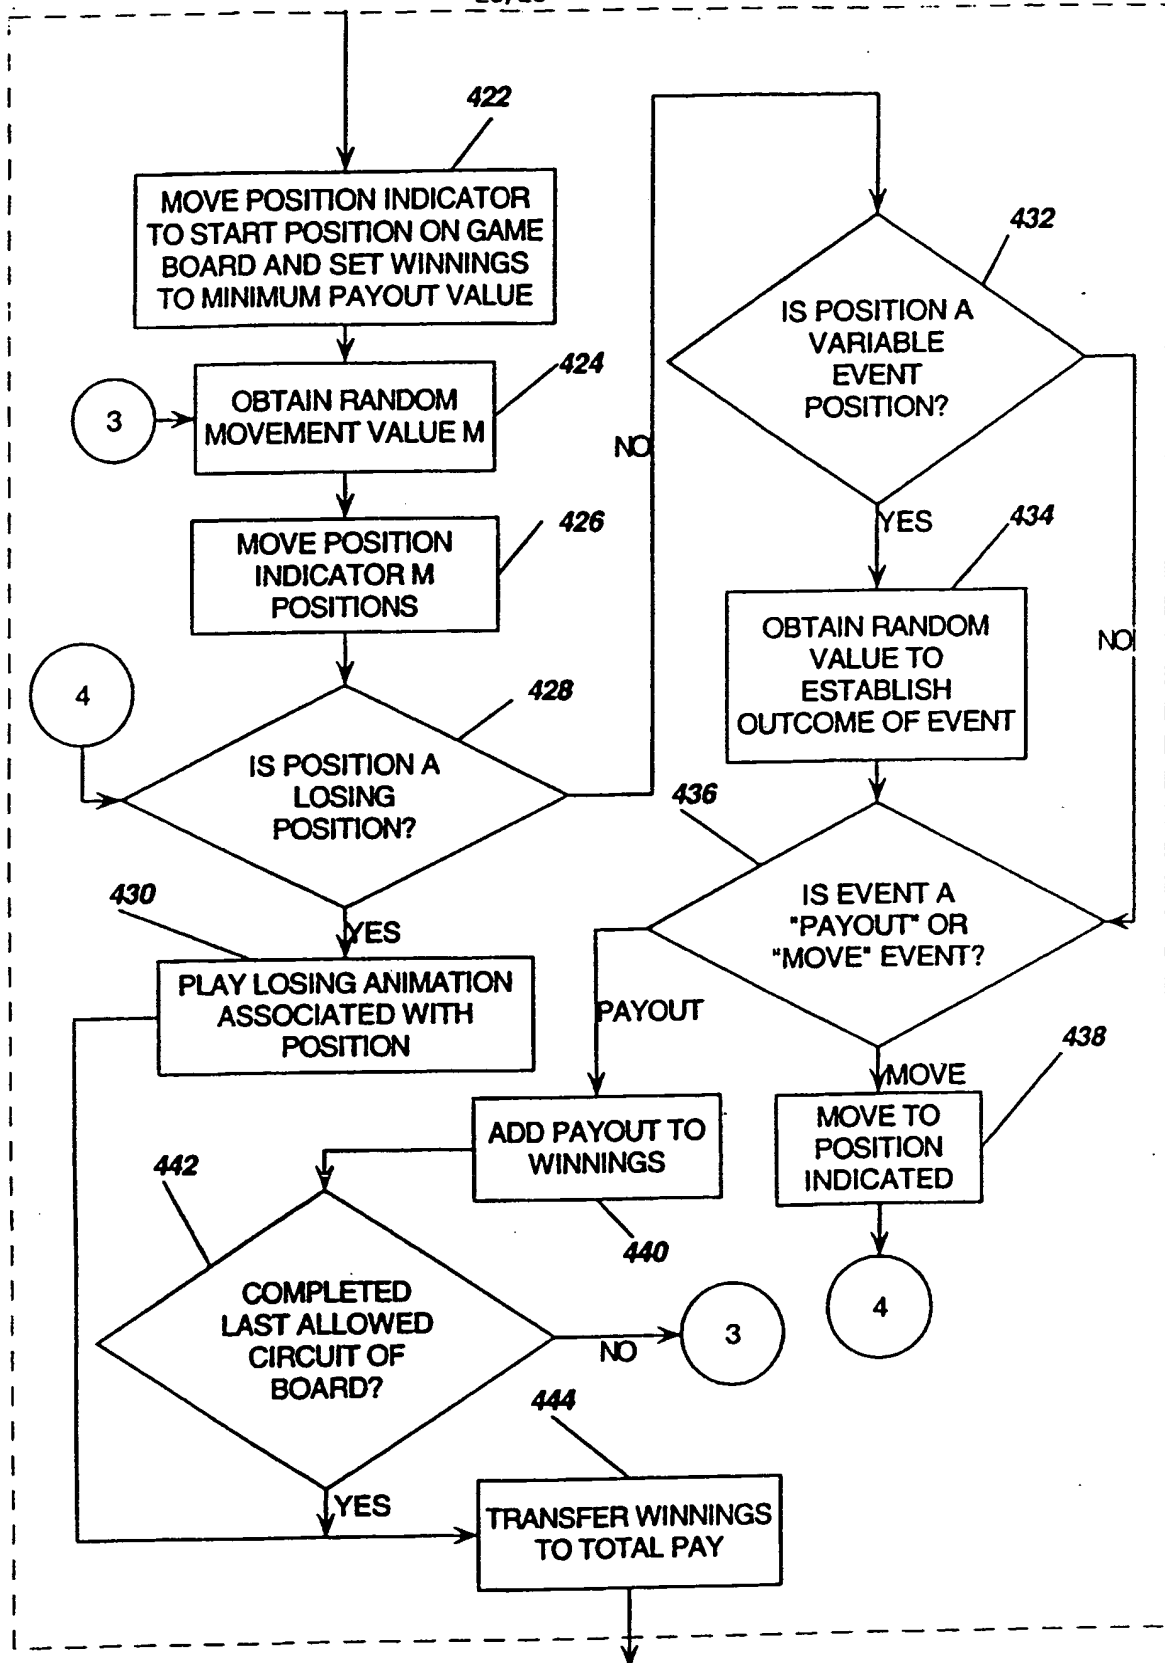 422
MOVE POSITION INDICATOR
TO START POSITION ON GAME
BOARD AND SET WINNINGS
TO MINIMUM PAYOUT VALUE
424
3
OBTAIN RANDOM
MOVEMENT VALUE M
426
MOVE POSITION
INDICATOR M
POSITIONS
4
428
IS POSITION A
LOSING
POSITION?
NO
430
YES
PLAY LOSING ANIMATION
ASSOCIATED WITH
POSITION
432
IS POSITION A
VARIABLE
EVENT
POSITION?
YES
NO
434
OBTAIN RANDOM
VALUE TO
ESTABLISH
OUTCOME OF EVENT
436
IS EVENT A
"PAYOUT" OR
"MOVE" EVENT?
PAYOUT
MOVE
438
MOVE TO
POSITION
INDICATED
4
ADD PAYOUT TO
WINNINGS
440
442
COMPLETED
LAST ALLOWED
CIRCUIT OF
BOARD?
NO
3
YES
444
TRANSFER WINNINGS
TO TOTAL PAY